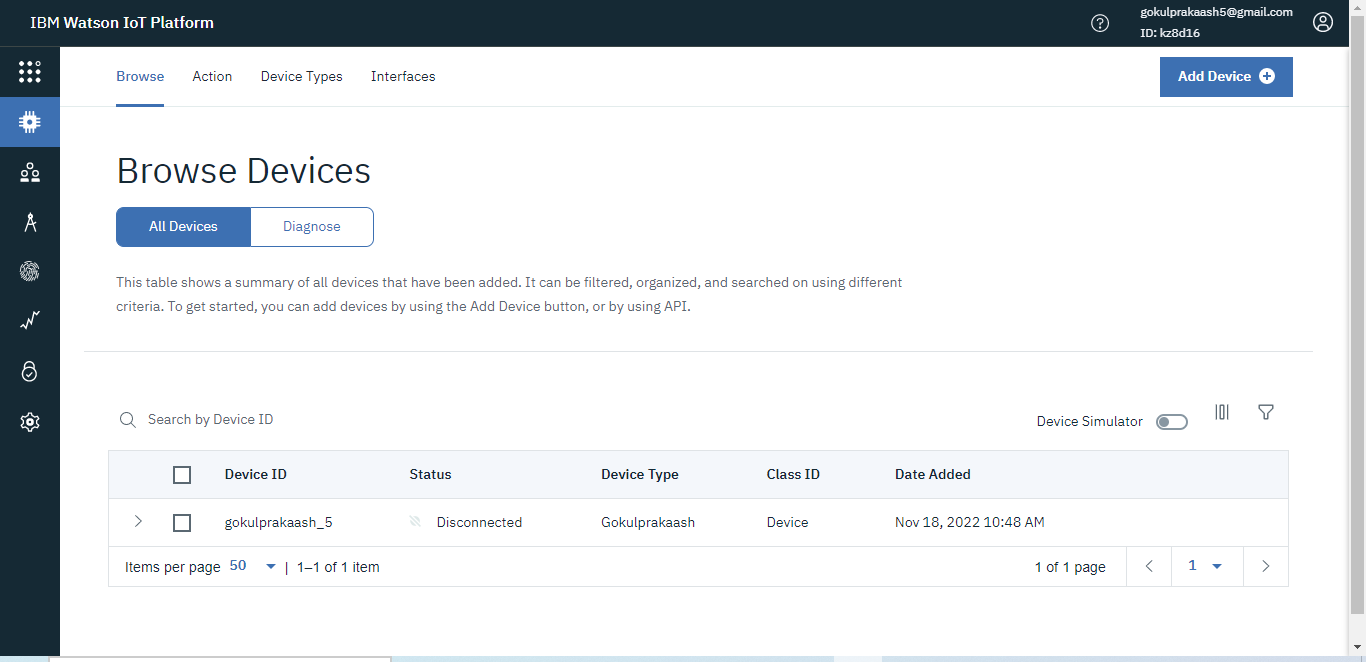 IBM Watson IoT Platform
gokulprakaash5@gmail.com
ID: kz8d16
Browse Action Device Types Interfaces
Add Device
Browse Devices
All Devices Diagnose
This table shows a summary of all devices that have been added. It can be filtered, organized, and searched on using different
criteria. To get started, you can add devices by using the Add Device button, or by using API.
Search by Device ID
Device Simulator
Device ID Status Device Type Class ID Date Added
gokulprakaash_5 Disconnected Gokulprakaash Device Nov 18, 2022 10:48 AM
Items per page 50 | 1–1 of 1 item 1 of 1 page 1